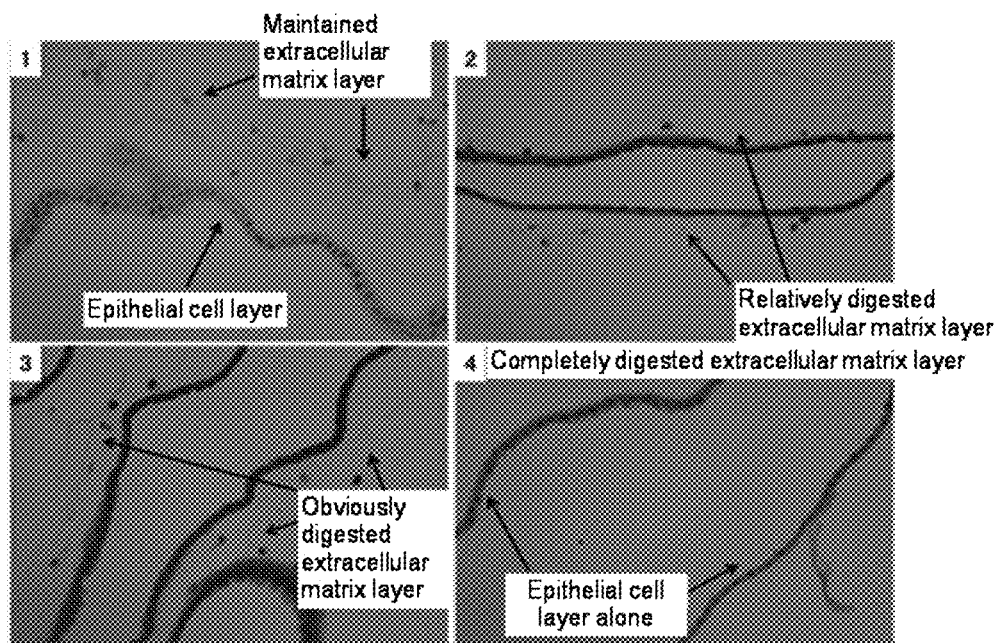 1
Maintained
extracellular
matrix layer
Epithelial cell layer
2
Relatively digested
extracellular matrix layer
3
Obviously
digested
extracellular
matrix layer
4 Completely digested extracellular matrix layer
Epithelial cell
layer alone